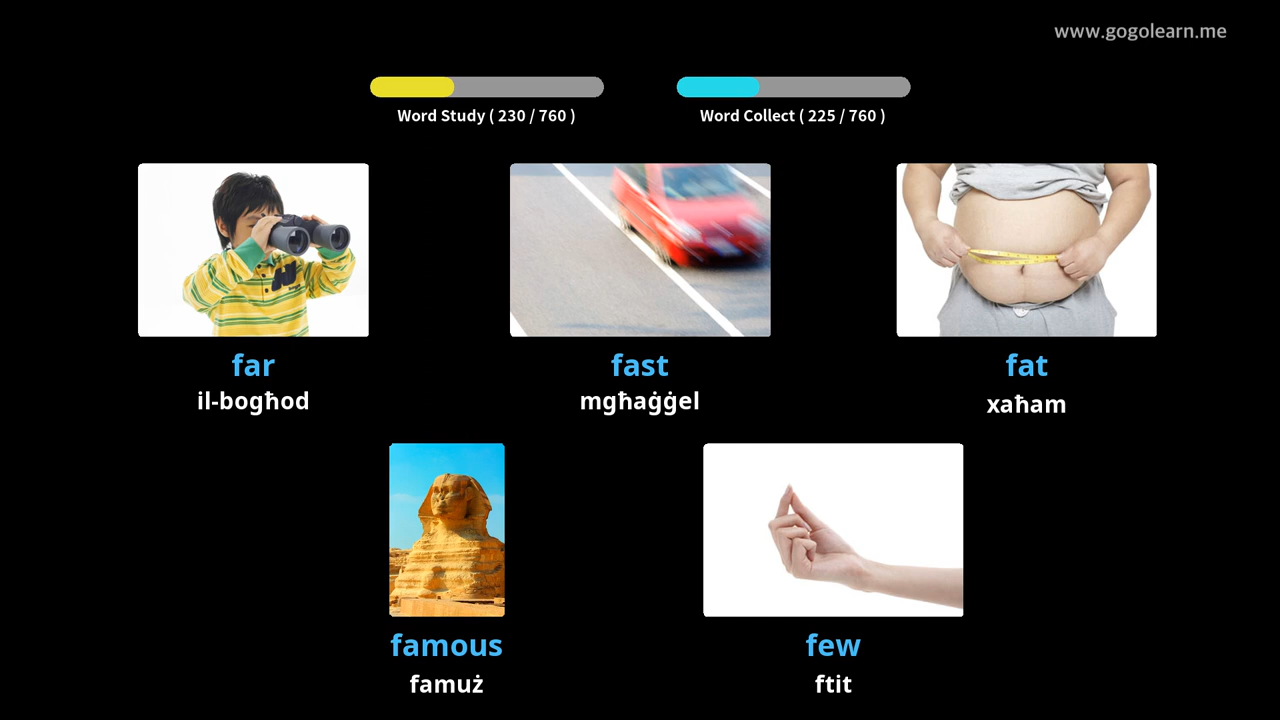 www.gogolearn.me
Word Study ( 230 / 760 )
Word Collect ( 225 / 760 )
far
il-bogħod
fast
mgħaġġel
fat
xaħam
famous
famuż
few
ftit